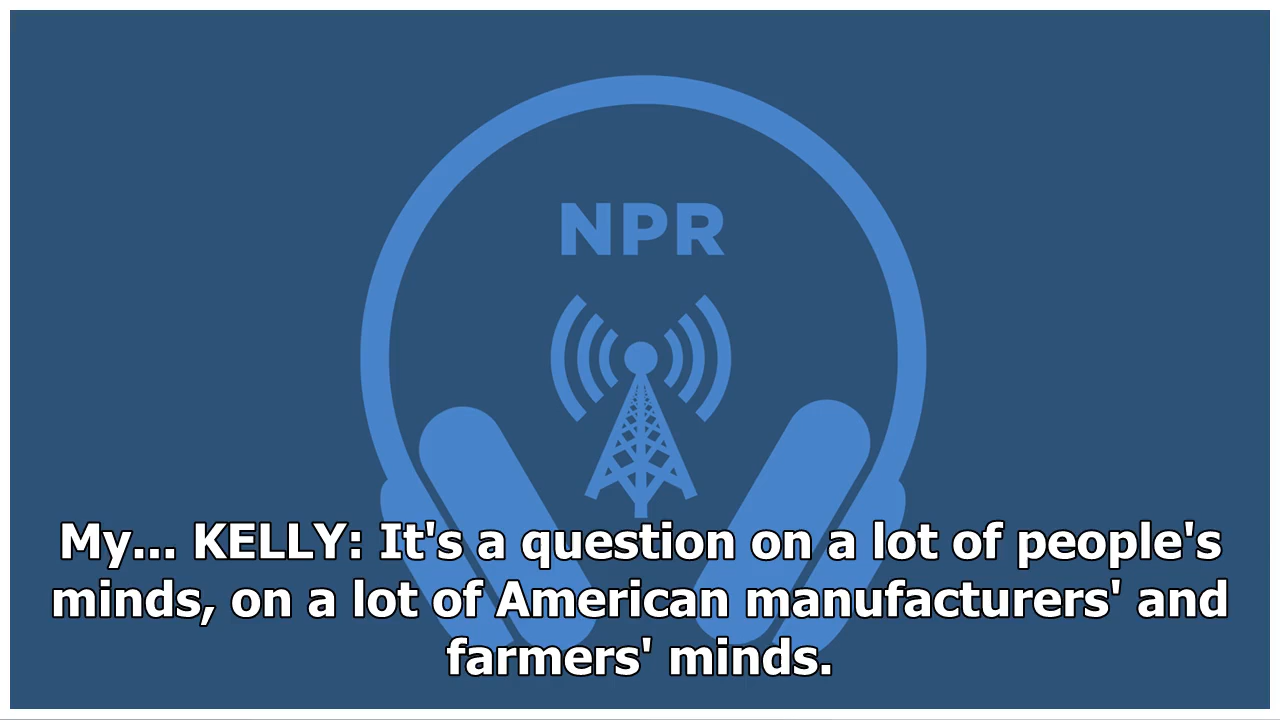 NPR
My... KELLY: It's a question on a lot of people's
minds, on a lot of American manufacturers' and
farmers' minds.